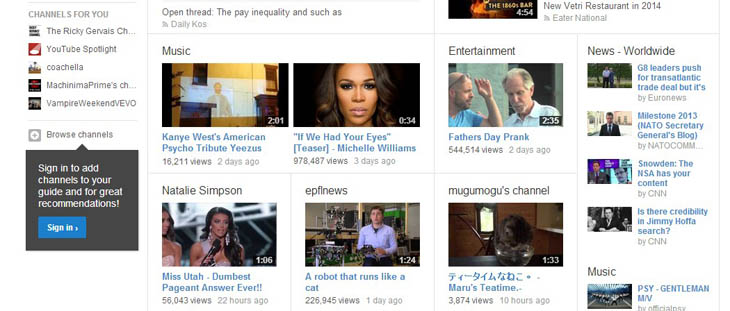 CHANNELS FOR YOU
The Ricky Gervais Cha...
YouTube Spotlight
coachella
MachinimaPrime's ch...
VampireWeekendVEVO
Browse channels
Sign in to add
channels to your
guide and for great
recommendations!
Sign in ›
Open thread: The pay inequality and such as
Daily Kos
THE 1860s BAR
4:54
New Vetri Restaurant in 2014
Eater National
Music
2:01
Kanye West's American
Psycho Tribute Yeezus
16,211 views 2 days ago
0:34
"If We Had Your Eyes"
[Teaser] - Michelle Williams
978,487 views 3 days ago
Entertainment
2:35
Fathers Day Prank
544,514 views 2 days ago
Natalie Simpson
1:06
Miss Utah - Dumbest
Pageant Answer Ever!!
56,043 views 22 hours ago
epflnews
1:24
A robot that runs like a
cat
226,945 views 1 day ago
mugumogu's channel
1:33
ティータイムなねこ。 -
Maru's Teatime.-
3,874 views 10 hours ago
News - Worldwide
G8 leaders push
for transatlantic
trade deal but it's
by Euronews
Milestone 2013
(NATO Secretary
General's Blog)
by NATOCOMM...
Snowden: The
NSA has your
content
by CNN
Is there credibility
in Jimmy Hoffa
search?
by CNN
Music
PSY - GENTLEMAN
M/V
by officialpsy